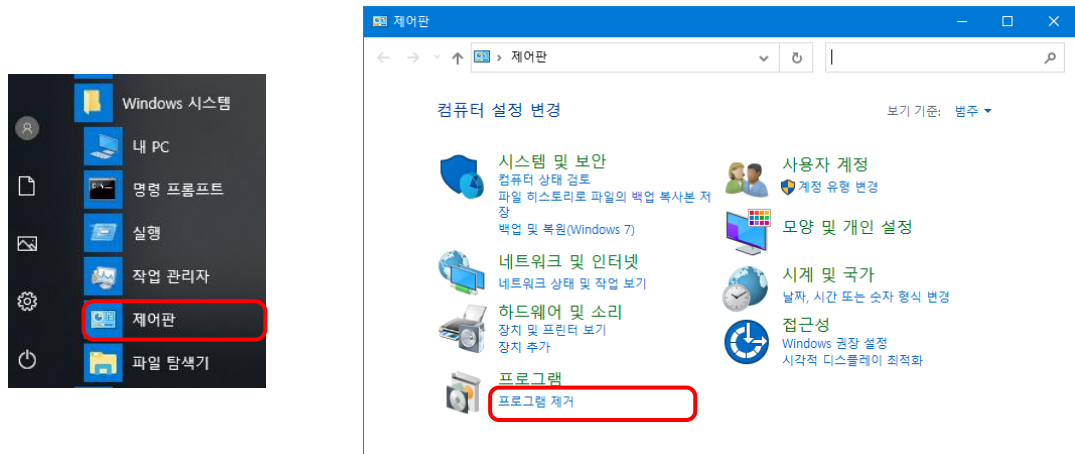 Windows 시스템
내 PC
명령 프롬프트
실행
작업 관리자
제어판
파일 탐색기
제어판
제어판
컴퓨터 설정 변경
보기 기준: 범주
시스템 및 보안
컴퓨터 상태 검토
파일 히스토리로 파일의 백업 복사본 저
장
백업 및 복원(Windows 7)
네트워크 및 인터넷
네트워크 상태 및 작업 보기
하드웨어 및 소리
장치 및 프린터 보기
장치 추가
프로그램
프로그램 제거
사용자 계정
계정 유형 변경
모양 및 개인 설정
시계 및 국가
날짜, 시간 또는 숫자 형식 변경
접근성
Windows 권장 설정
시각적 디스플레이 최적화